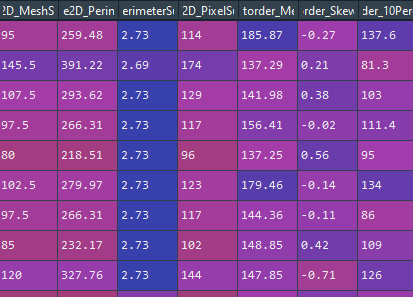 2D_MeshS e2D_Perin erimeterSu 2D_PixelSu torder_Me rder_Skew der_10Per
95 259.48 2.73 114 185.87 -0.27 137.6
145.5 391.22 2.69 174 137.29 0.21 81.3
107.5 293.62 2.73 129 141.98 0.38 103
97.5 266.31 2.73 117 156.41 -0.02 111.4
80 218.51 2.73 96 137.25 0.56 95
102.5 279.97 2.73 123 179.46 -0.14 134
97.5 266.31 2.73 117 144.36 -0.11 86
85 232.17 2.73 102 148.85 0.42 109
120 327.76 2.73 144 147.85 -0.71 126